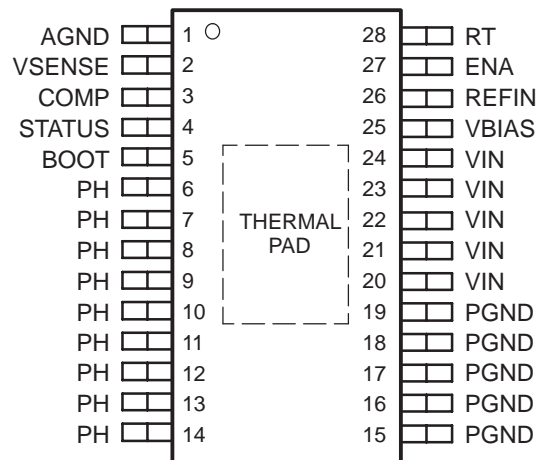 AGND 1 28 RT
VSENSE 2 27 ENA
COMP 3 26 REFIN
STATUS 4 25 VBIAS
BOOT 5 24 VIN
PH 6 23 VIN
PH 7 22 VIN
PH 8 21 VIN
PH 9 20 VIN
PH 10 19 PGND
PH 11 18 PGND
PH 12 17 PGND
PH 13 16 PGND
PH 14 15 PGND
THERMAL
PAD